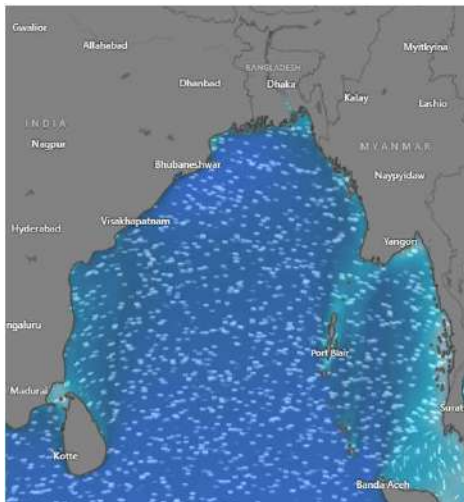 Gwalior
Myitkyina
Allahabad
BANGLADESH
Dhanbad
Dhaka
Kalay
Lashio
INDIA
Nagpur
MYANMAR
Bhubaneshwar
Naypyidaw
Visakhapatnam
Hyderabad
Yangon
engaluru
Port Blair
Madurai
Surat
Kotte
Banda Aceh